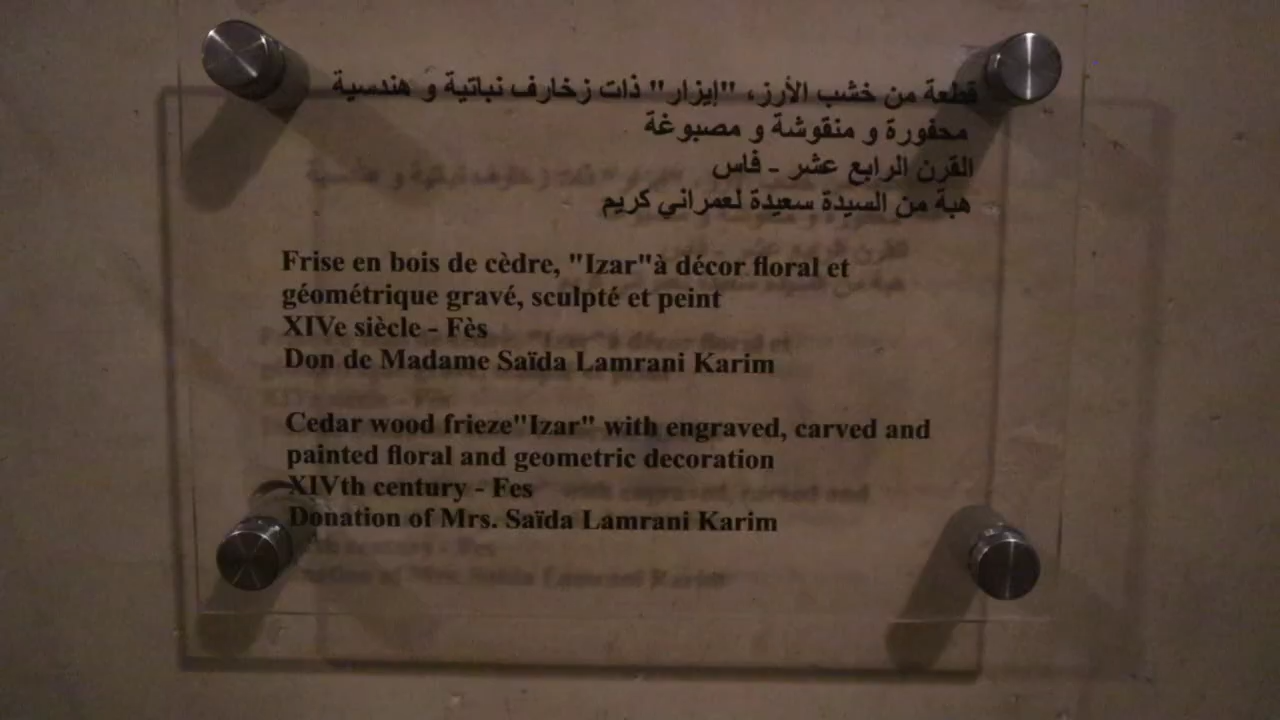 قطعة من خشب الأرز، "إيزار" ذات زخارف نباتية و هندسية
محفورة و منقوشة و مصبوغة
القرن الرابع عشر - فاس
هبة من السيدة سعيدة لعمراني كريم
Frise en bois de cèdre, "Izar"à décor floral et
géométrique gravé, sculpté et peint
XIVe siècle - Fès
Don de Madame Saïda Lamrani Karim
Cedar wood frieze"Izar" with engraved, carved and
painted floral and geometric decoration
XIVth century - Fes
Donation of Mrs. Saïda Lamrani Karim